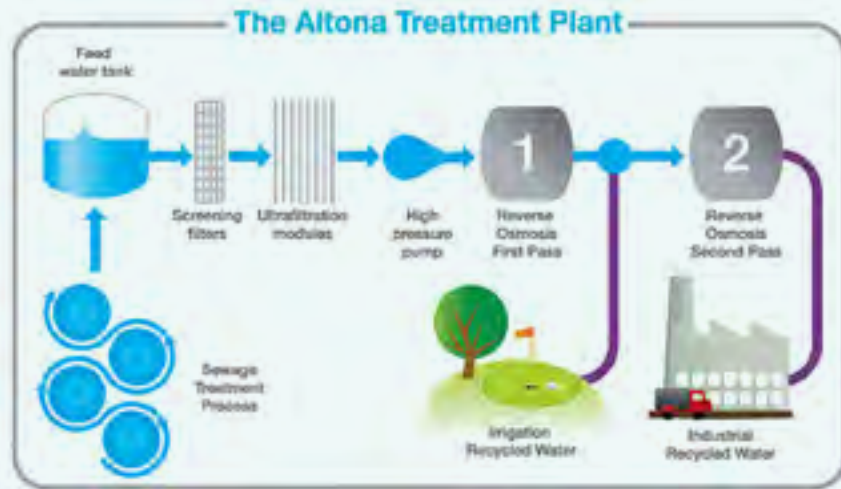 The Altona Treatment Plant
Feed
water tank
Screening
filters
Ultrafiltration
modules
High
pressure
pump
1
Reverse
Osmosis
First Pass
2
Reverse
Osmosis
Second Pass
Sewage
Treatment
Process
Irrigation
Recycled Water
Industrial
Recycled Water